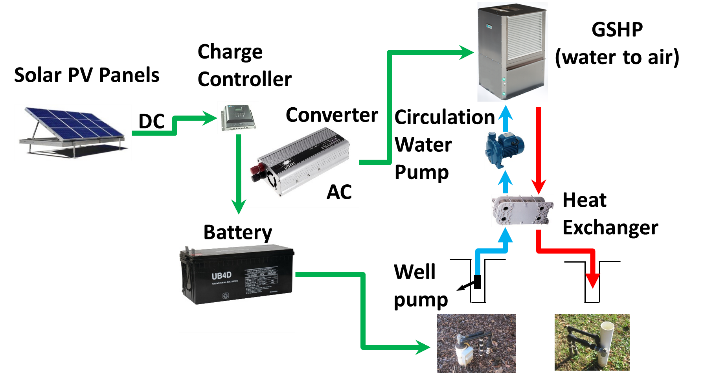 Solar PV Panels
DC
Charge
Controller
Converter
AC
Battery
UB4D
Circulation
Water
Pump
GSHP
(water to air)
Heat
Exchanger
Well
pump